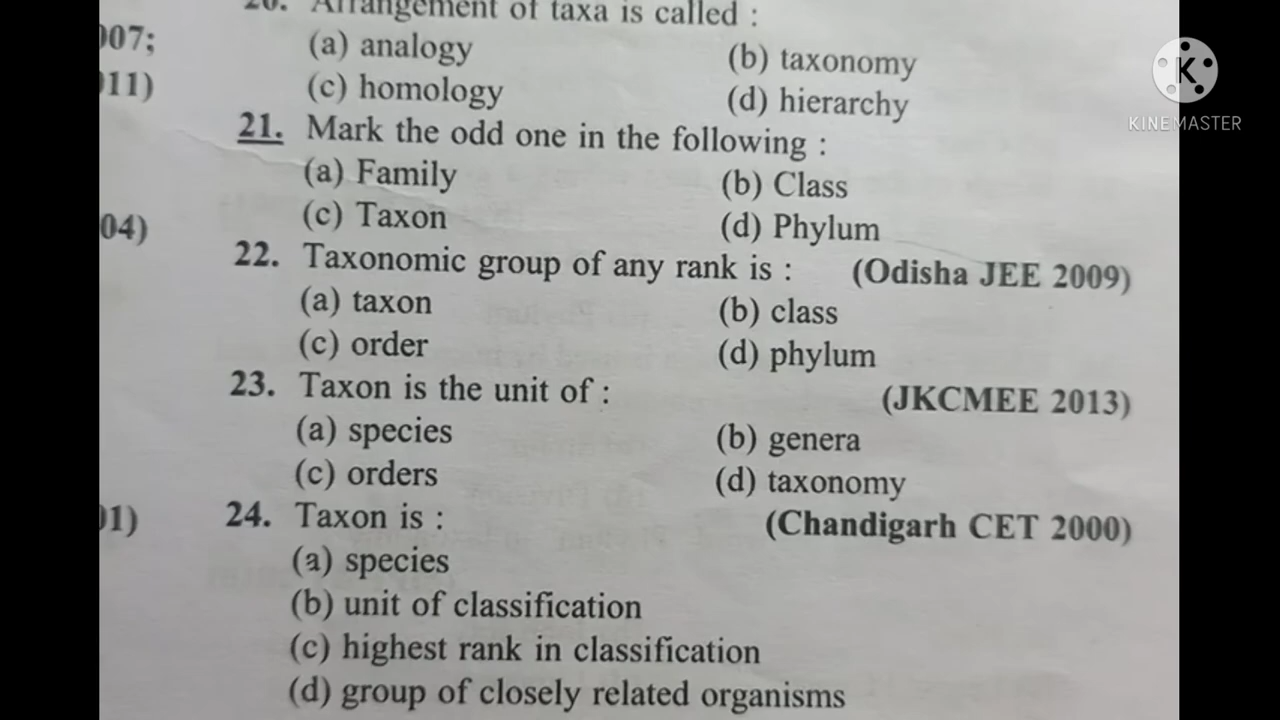 20. Arrangement of taxa is called :
007;
(a) analogy (b) taxonomy
011)
(c) homology (d) hierarchy
KINEMASTER
21. Mark the odd one in the following :
(a) Family (b) Class
(c) Taxon (d) Phylum
04)
22. Taxonomic group of any rank is : (Odisha JEE 2009)
(a) taxon (b) class
(c) order (d) phylum
23. Taxon is the unit of : (JKCMEE 2013)
(a) species (b) genera
(c) orders (d) taxonomy
01)
24. Taxon is : (Chandigarh CET 2000)
(a) species
(b) unit of classification
(c) highest rank in classification
(d) group of closely related organisms